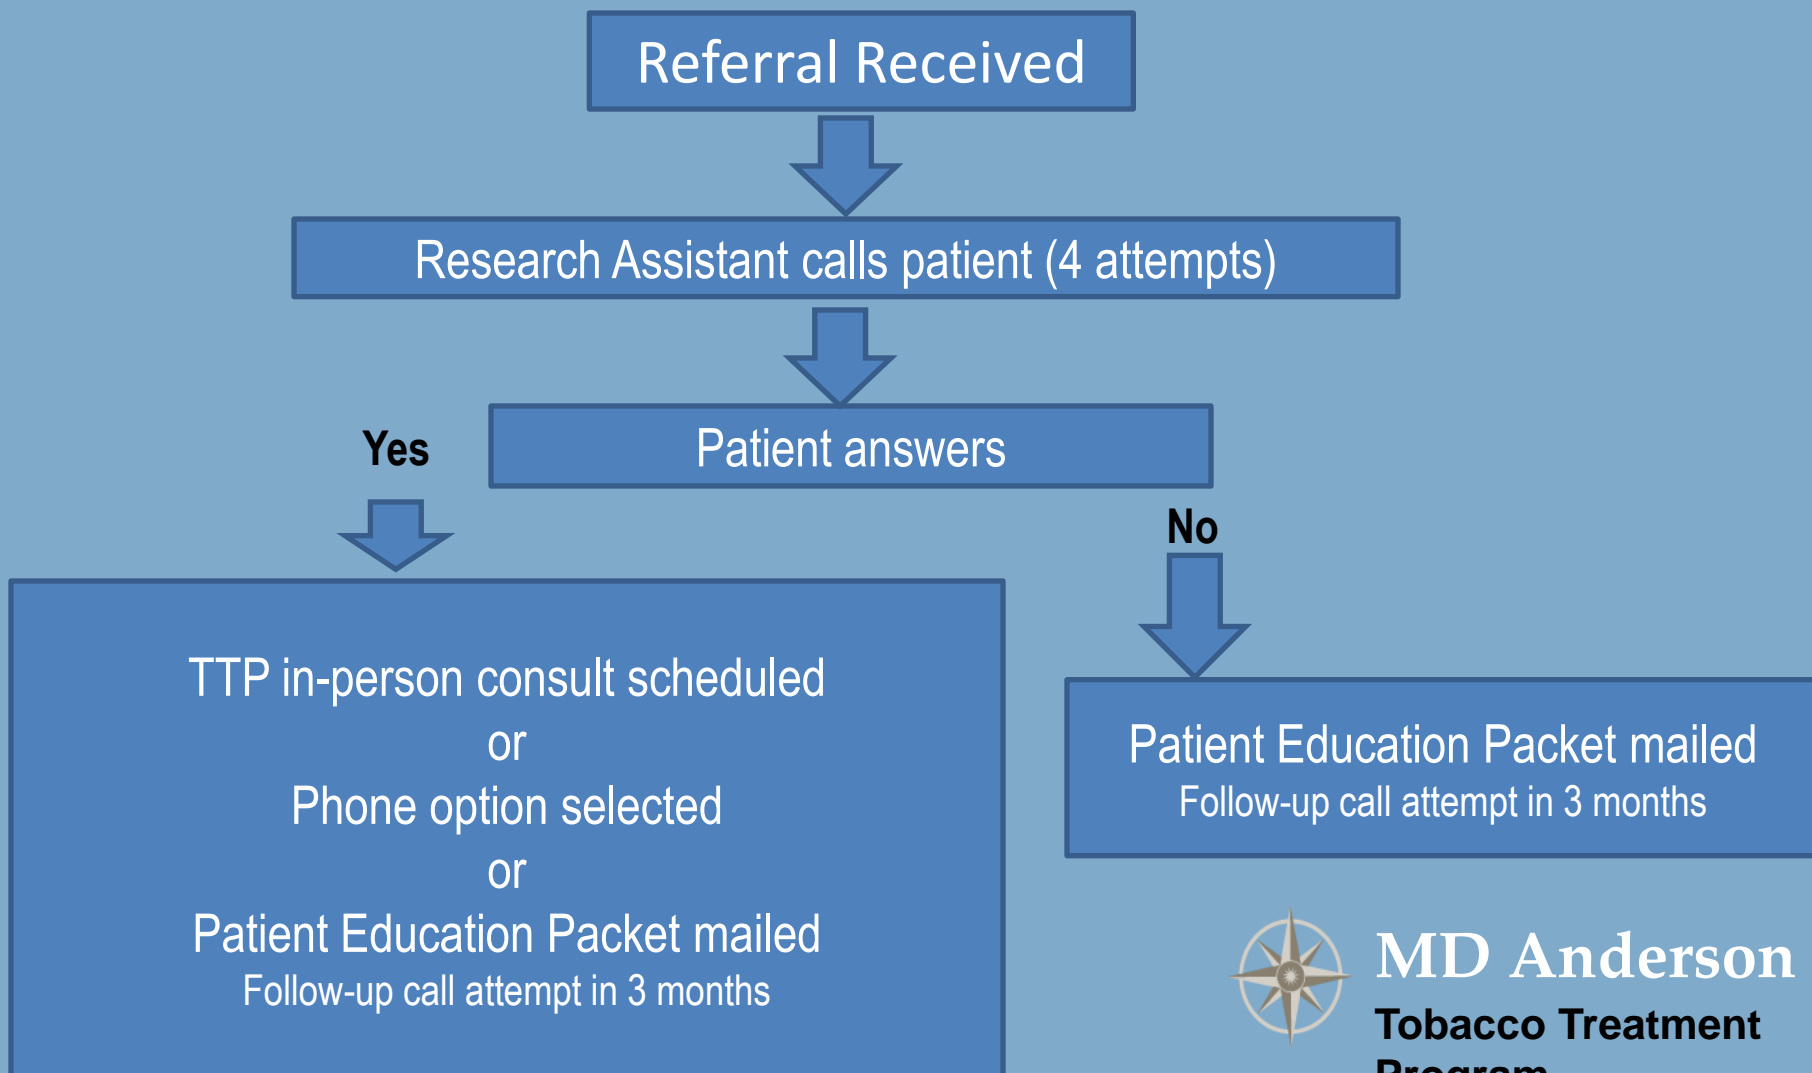 Referral Received
Research Assistant calls patient (4 attempts)
Patient answers
Yes
No
TTP in-person consult scheduled
or
Phone option selected
or
Patient Education Packet mailed
Follow-up call attempt in 3 months
Patient Education Packet mailed
Follow-up call attempt in 3 months
MD Anderson
Tobacco Treatment
Program